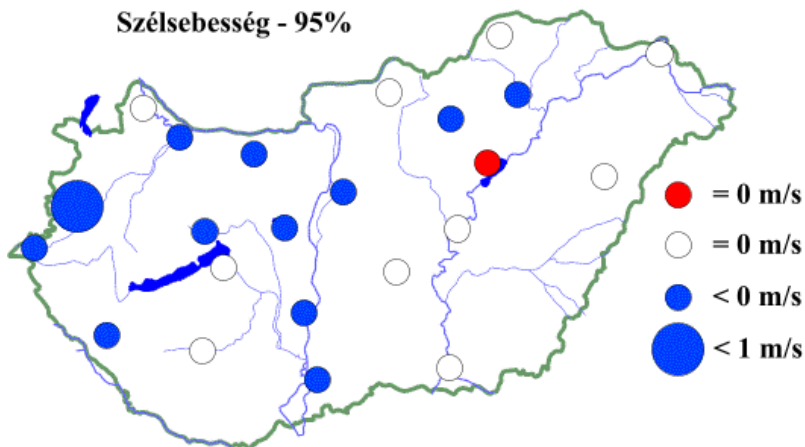 Szélsebesség - 95%
= 0 m/s
= 0 m/s
< 0 m/s
< 1 m/s